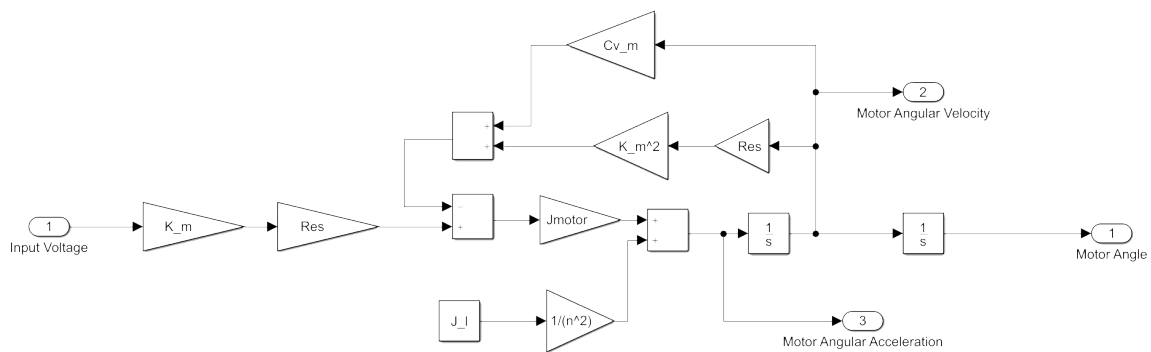 Cv_m
2
Motor Angular Velocity
+
+
K_m^2
Res
1
Input Voltage
K_m
Res
−
+
Jmotor
+
+
1
s
1
s
1
Motor Angle
J_l
1/(n^2)
3
Motor Angular Acceleration